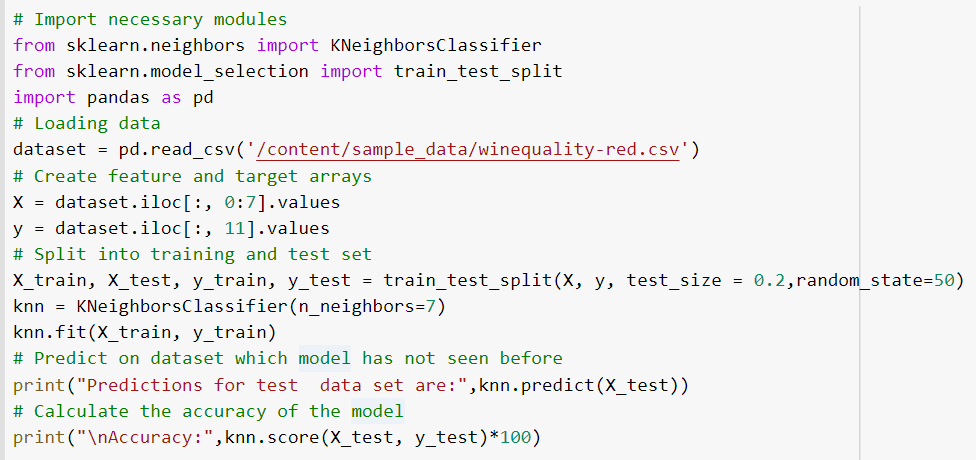 # Import necessary modules
from sklearn.neighbors import KNeighborsClassifier
from sklearn.model_selection import train_test_split
import pandas as pd
# Loading data
dataset = pd.read_csv('/content/sample_data/winequality-red.csv')
# Create feature and target arrays
X = dataset.iloc[:, 0:7].values
y = dataset.iloc[:, 11].values
# Split into training and test set
X_train, X_test, y_train, y_test = train_test_split(X, y, test_size = 0.2,random_state=50)
knn = KNeighborsClassifier(n_neighbors=7)
knn.fit(X_train, y_train)
# Predict on dataset which model has not seen before
print("Predictions for test  data set are:",knn.predict(X_test))
# Calculate the accuracy of the model
print("\nAccuracy:",knn.score(X_test, y_test)*100)